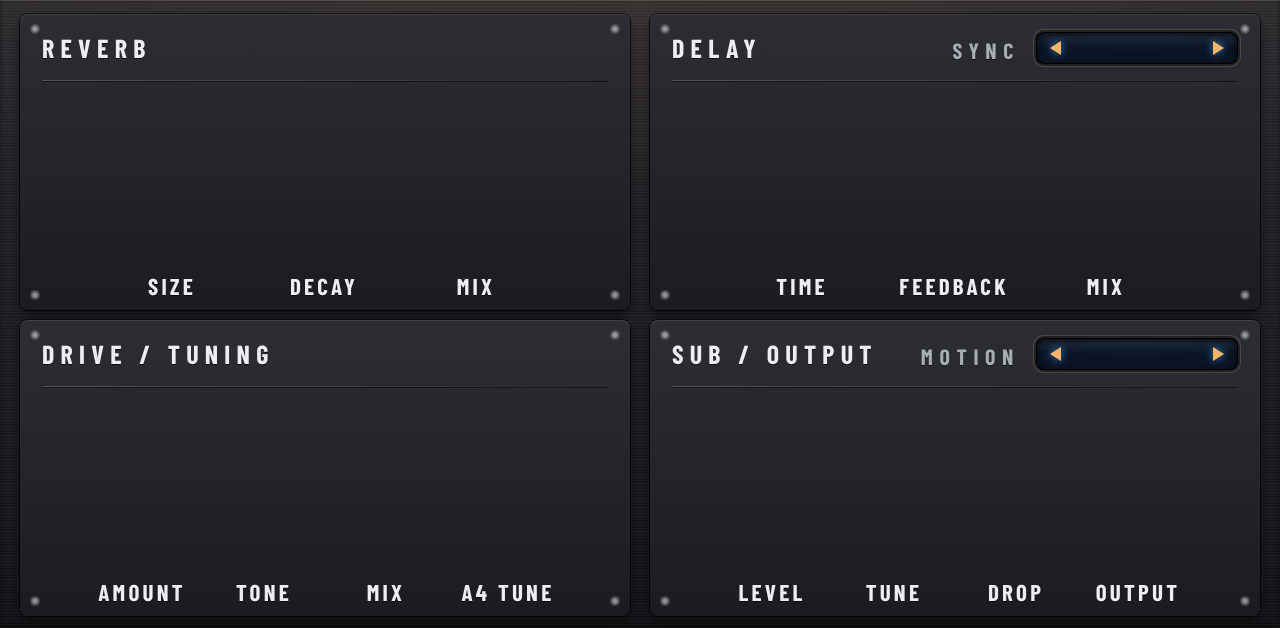 REVERB
SIZE DECAY MIX
DELAY SYNC
TIME FEEDBACK MIX
DRIVE / TUNING
AMOUNT TONE MIX A4 TUNE
SUB / OUTPUT MOTION
LEVEL TUNE DROP OUTPUT